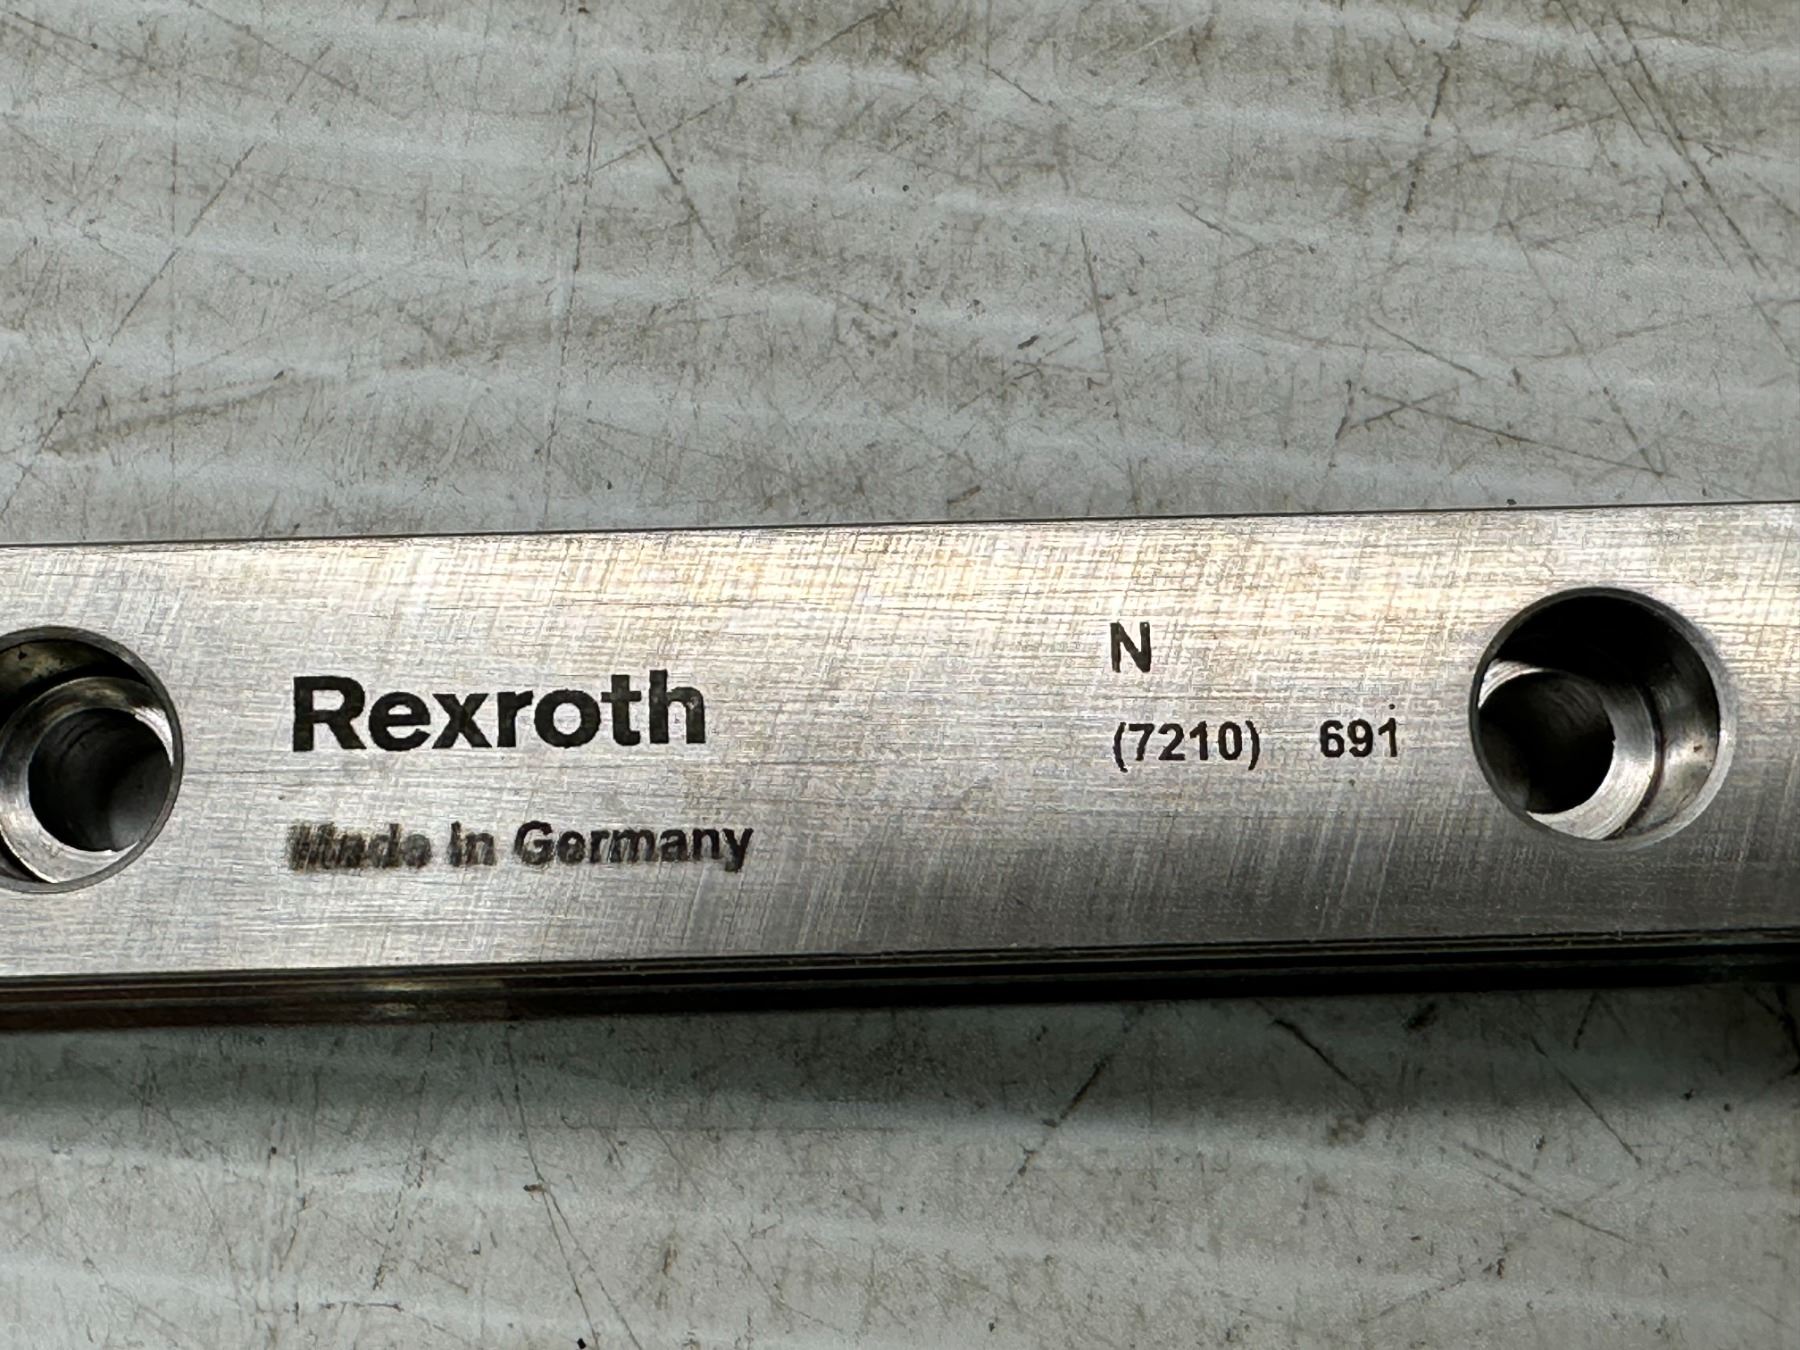 Rexroth
Made in Germany
N
(7210) 691